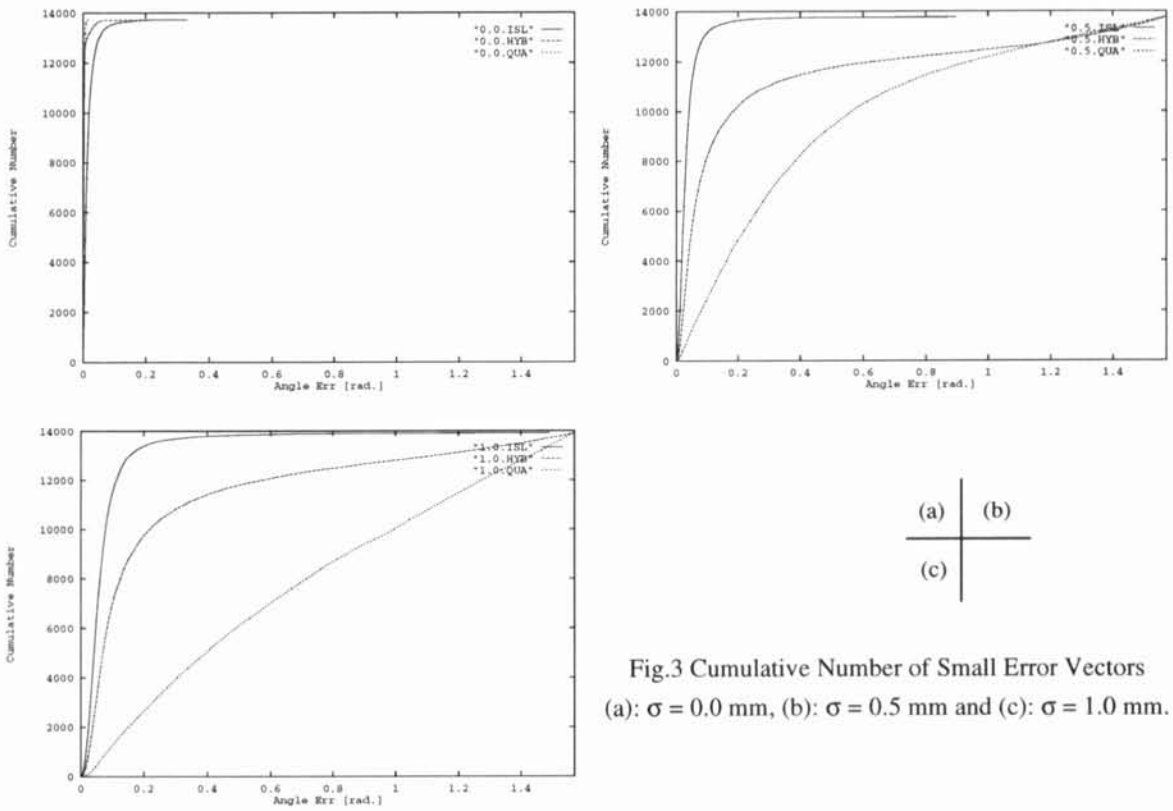 14000
12000
10000
8000
6000
4000
2000
0
Cumulative Number
"0.0.ISL"
"0.0.HYB"
"0.0.QUA"
0 0.2 0.4 0.6 0.8 1 1.2 1.4
Angle Err [rad.]
14000
12000
10000
8000
6000
4000
2000
0
Cumulative Number
"0.5.ISL"
"0.5.HYB"
"0.5.QUA"
0 0.2 0.4 0.6 0.8 1 1.2 1.4
Angle Err [rad.]
14000
12000
10000
8000
6000
4000
2000
0
Cumulative Number
"1.0.ISL"
"1.0.HYB"
"1.0.QUA"
0 0.2 0.4 0.6 0.8 1 1.2 1.4
Angle Err [rad.]
(a) (b)
(c)
Fig.3 Cumulative Number of Small Error Vectors
(a): σ = 0.0 mm, (b): σ = 0.5 mm and (c): σ = 1.0 mm.